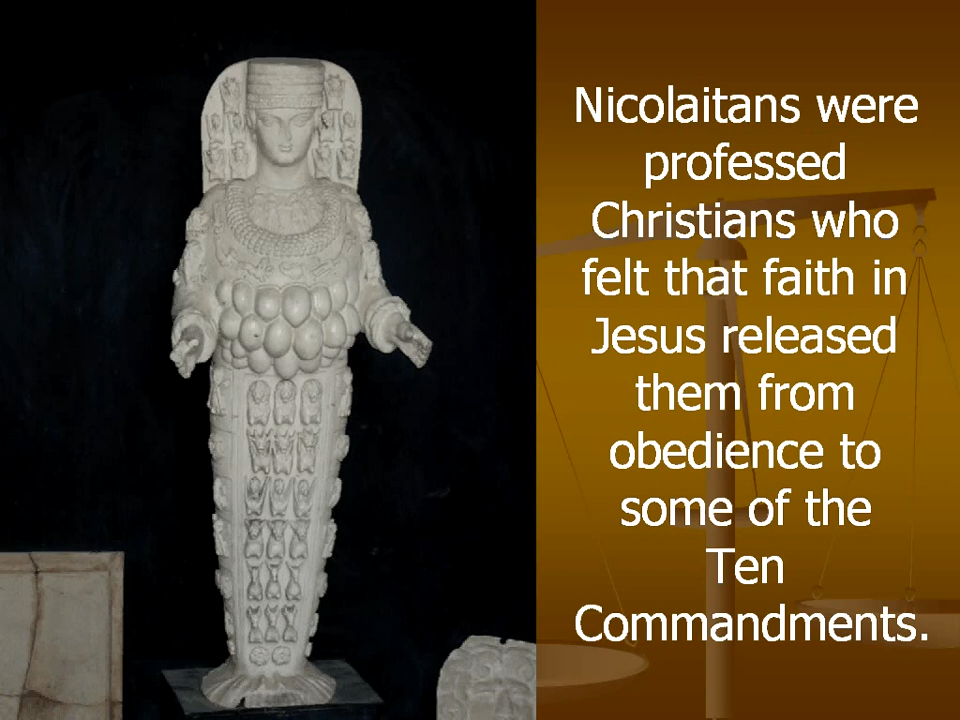 Nicolaitans were
professed
Christians who
felt that faith in
Jesus released
them from
obedience to
some of the
Ten
Commandments.